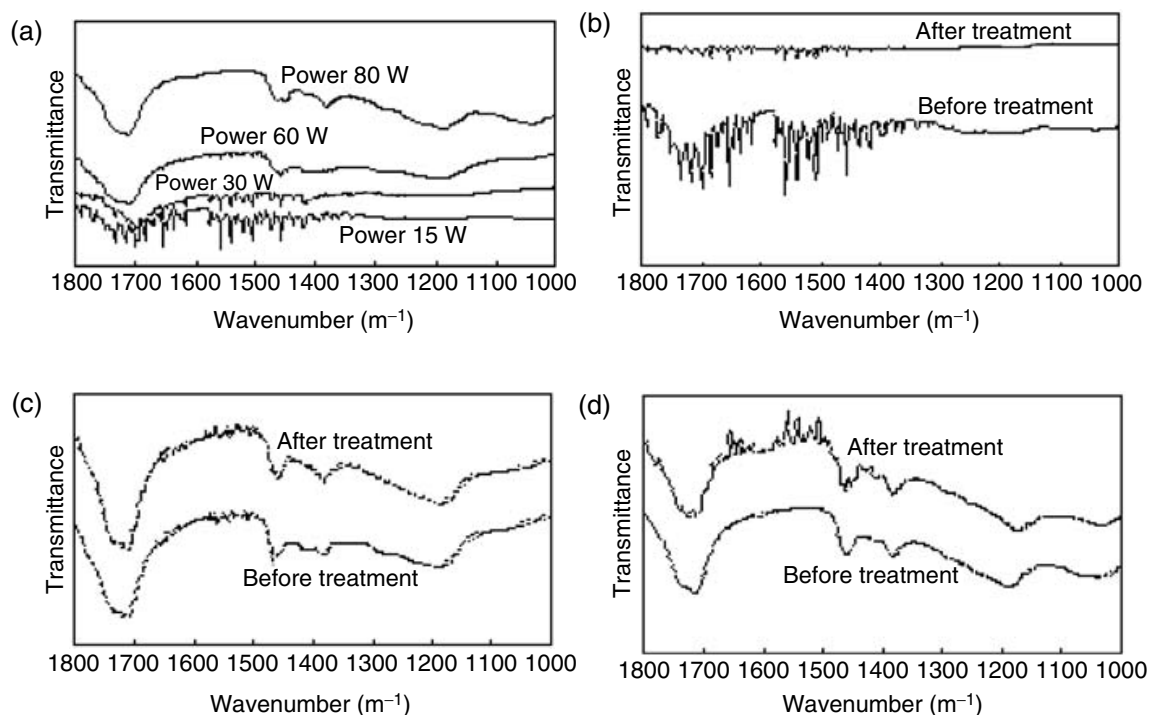 (a)
Transmittance
Power 80 W
Power 60 W
Power 30 W
Power 15 W
1800 1700 1600 1500 1400 1300 1200 1100 1000
Wavenumber (m⁻¹)
(b)
Transmittance
After treatment
Before treatment
1800 1700 1600 1500 1400 1300 1200 1100 1000
Wavenumber (m⁻¹)
(c)
Transmittance
After treatment
Before treatment
1800 1700 1600 1500 1400 1300 1200 1100 1000
Wavenumber (m⁻¹)
(d)
Transmittance
After treatment
Before treatment
1800 1700 1600 1500 1400 1300 1200 1100 1000
Wavenumber (m⁻¹)